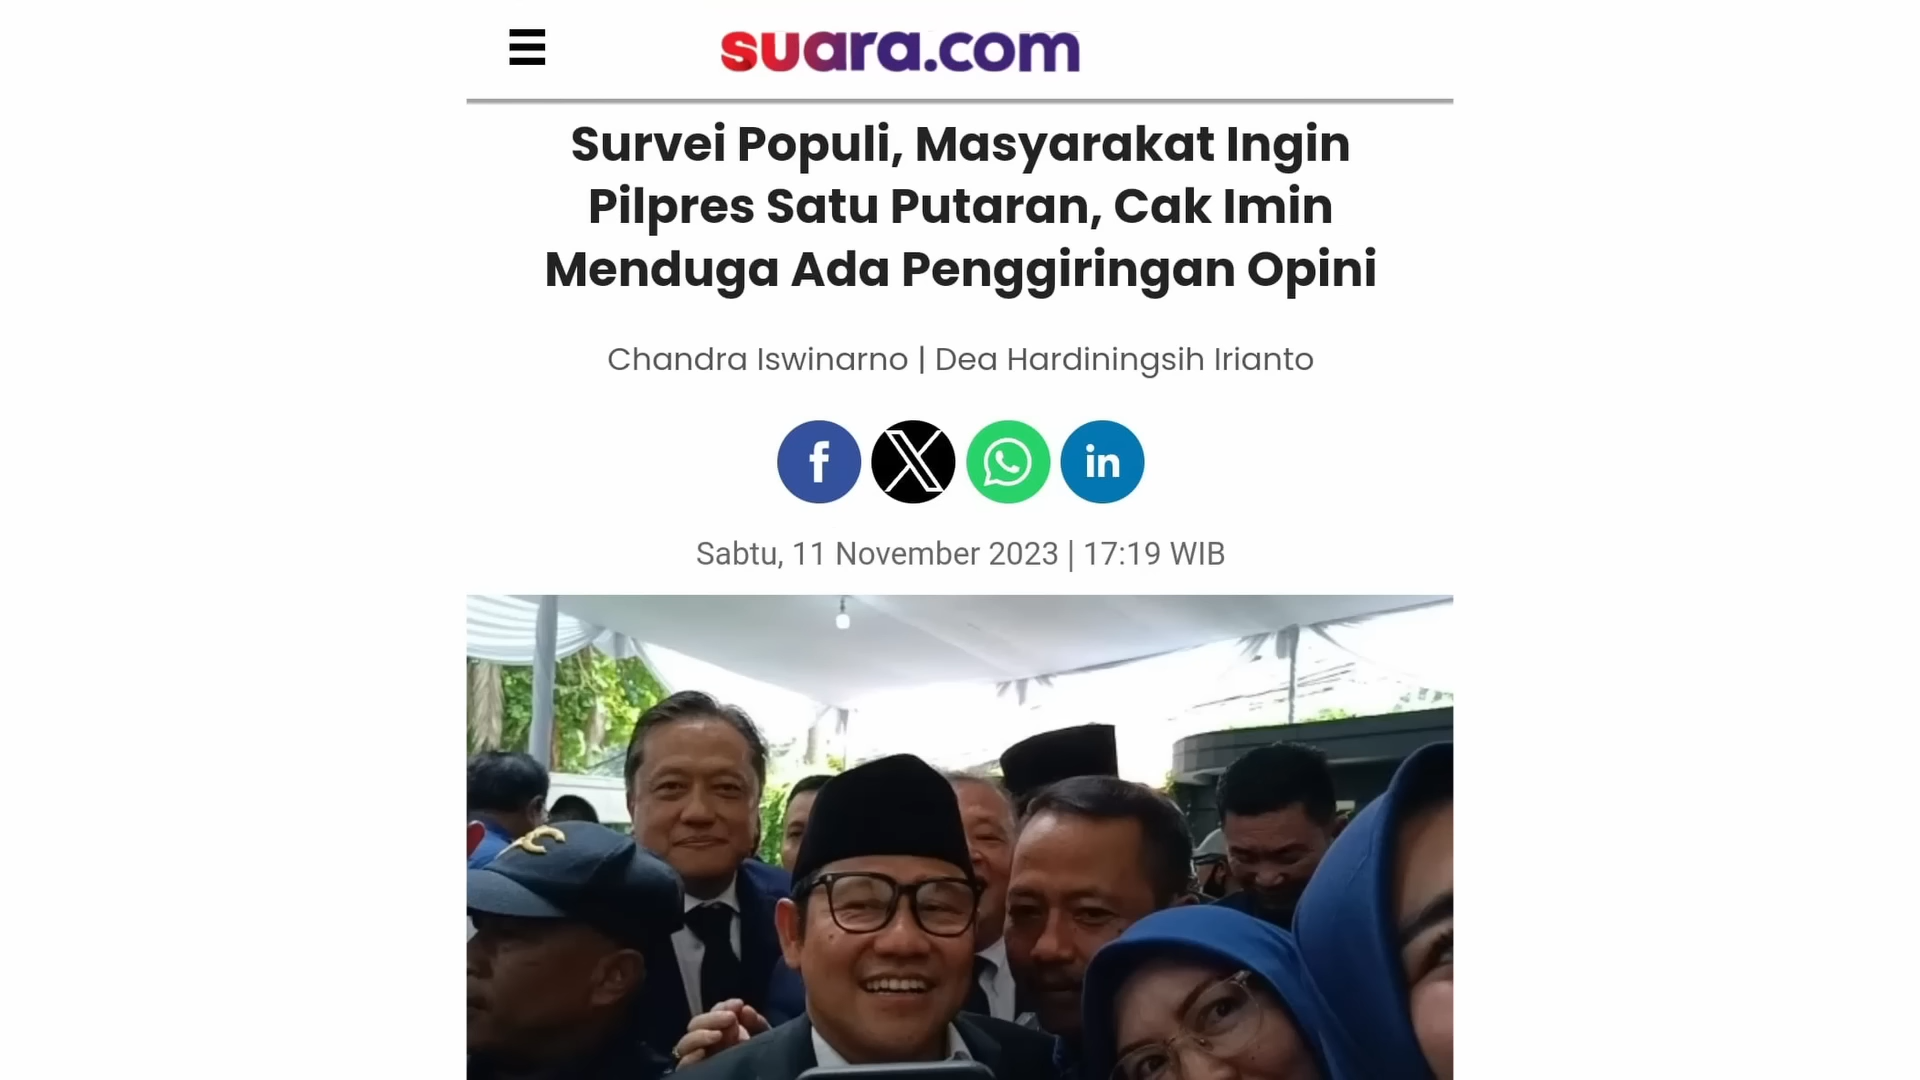 suara.com
Survei Populi, Masyarakat Ingin
Pilpres Satu Putaran, Cak Imin
Menduga Ada Penggiringan Opini
Chandra Iswinarno | Dea Hardiningsih Irianto
f X in
Sabtu, 11 November 2023 | 17:19 WIB